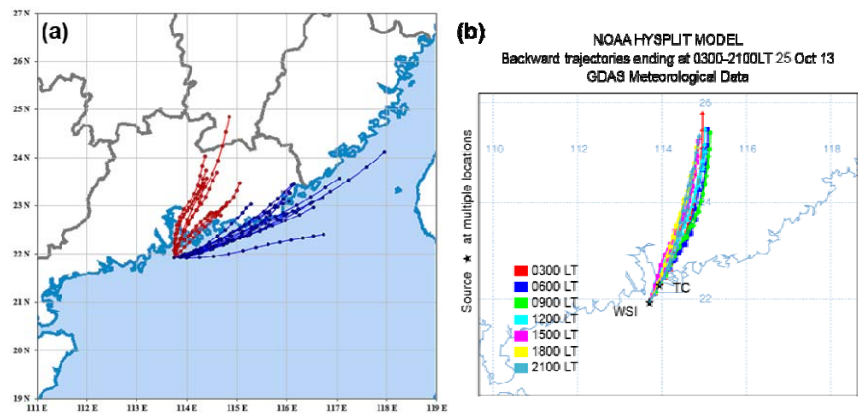 (a)
27 N
26 N
25 N
24 N
23 N
22 N
21 N
20 N
19 N
111 E
112 E
113 E
114 E
115 E
116 E
117 E
118 E
119 E
(b)
NOAA HYSPLIT MODEL
Backward trajectories ending at 0300–2100LT 25 Oct 13
GDAS Meteorological Data
Source ★ at multiple locations
26
110
112
114
116
118
22
0300 LT
0600 LT
0900 LT
1200 LT
1500 LT
1800 LT
2100 LT
TC
WSI